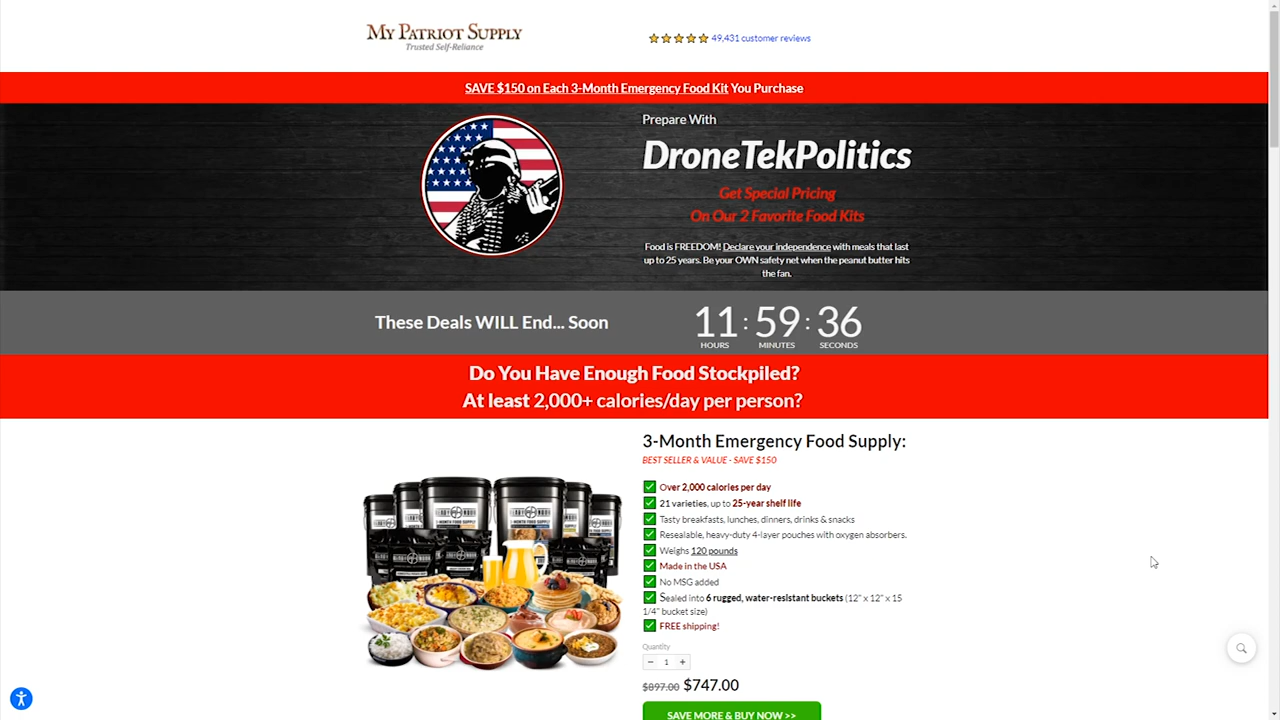 MY PATRIOT SUPPLY
Trusted Self-Reliance
49,431 customer reviews
SAVE $150 on Each 3-Month Emergency Food Kit You Purchase
Prepare With
DroneTekPolitics
Get Special Pricing
On Our 2 Favorite Food Kits
Food is FREEDOM! Declare your independence with meals that last
up to 25 years. Be your OWN safety net when the peanut butter hits
the fan.
These Deals WILL End... Soon
11 : 59 : 36
HOURS MINUTES SECONDS
Do You Have Enough Food Stockpiled?
At least 2,000+ calories/day per person?
3-Month Emergency Food Supply:
BEST SELLER & VALUE - SAVE $150
Over 2,000 calories per day
21 varieties, up to 25-year shelf life
Tasty breakfasts, lunches, dinners, drinks & snacks
Resealable, heavy-duty 4-layer pouches with oxygen absorbers.
Weighs 120 pounds
Made in the USA
No MSG added
Sealed into 6 rugged, water-resistant buckets (12" x 12" x 15
1/4" bucket size)
FREE shipping!
Quantity
− 1 +
$897.00 $747.00
SAVE MORE & BUY NOW >>